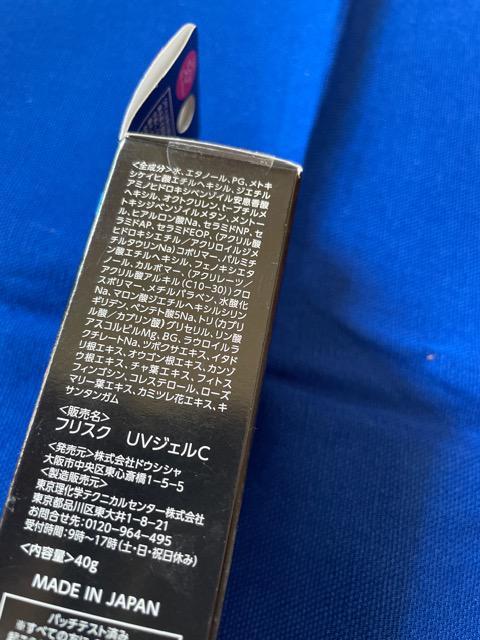 <全成分>水、エタノール、PG、メトキ
シケイヒ酸エチルヘキシル、ジエチル
アミノヒドロキシベンゾイル安息香酸
ヘキシル、オクトクリレン、t-ブチルメ
トキシジベンゾイルメタン、メントー
ル、ヒアルロン酸Na、セラミドNP、セ
ラミドAP、セラミドEOP、(アクリル酸
ヒドロキシエチル/アクリロイルジメ
チルタウリンNa)コポリマー、パルミチ
ン酸エチルヘキシル、フェノキシエタ
ノール、カルボマー、(アクリレーツ/
アクリル酸アルキル(C10-30))クロ
スポリマー、メチルパラベン、水酸化
Na、マロン酸ジエチルヘキシルシリン
ギリデン、ペンテト酸5Na、トリ(カプリ
ル酸/カプリン酸)グリセリル、リン酸
アスコルビルMg、BG、ラウロイルラ
クチレートNa、ツボクサエキス、イタド
リ根エキス、オウゴン根エキス、カンゾ
ウ根エキス、チャ葉エキス、フィトス
フィンゴシン、コレステロール、ローズ
マリー葉エキス、カミツレ花エキス、キ
サンタンガム
<販売名>
フリスク UVジェルC
<発売元>株式会社ドウシシャ
大阪市中央区東心斎橋1-5-5
<製造販売元>
東京理化学テクニカルセンター株式会社
東京都品川区東大井1-8-21
お問合せ先:0120-964-495
受付時間:9時~17時(土・日・祝日休み)
<内容量>40g
MADE IN JAPAN
パッチテスト済み
※すべての方に